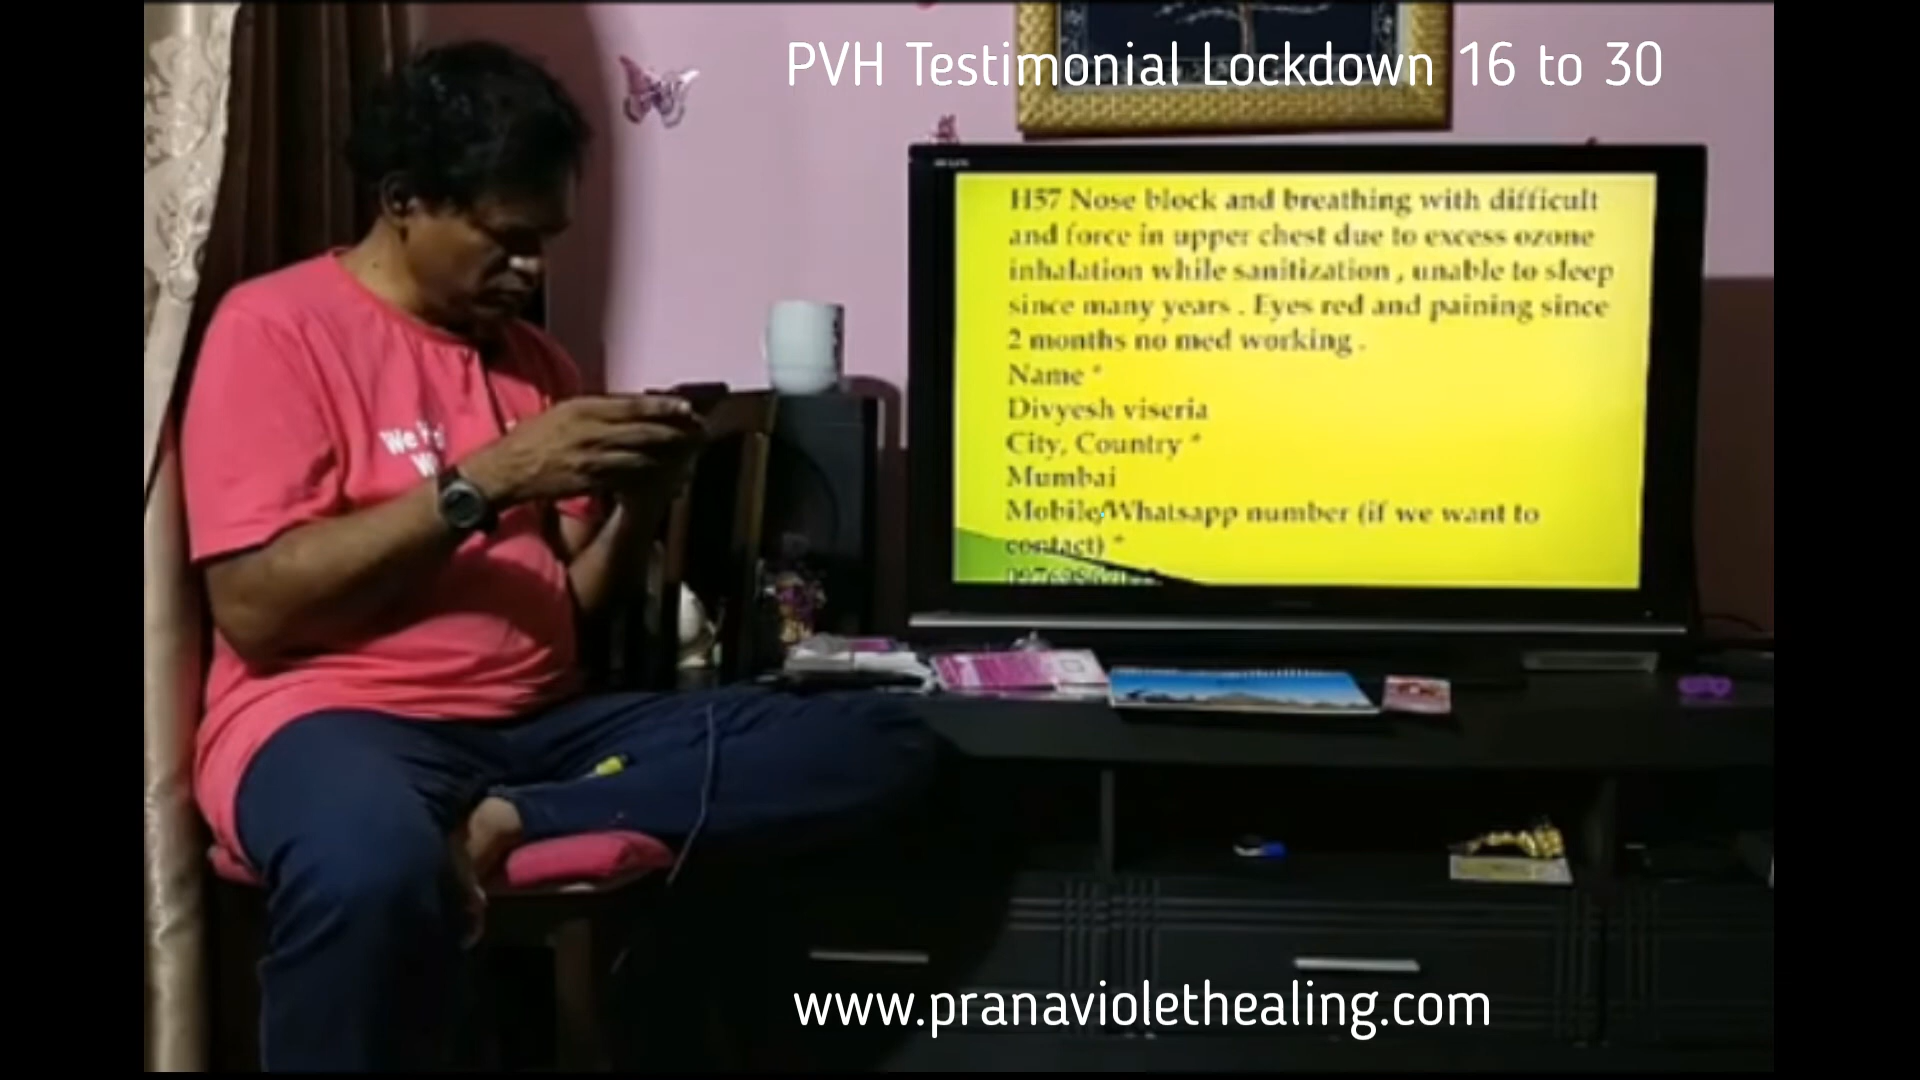 PVH Testimonial Lockdown 16 to 30
H57 Nose block and breathing with difficult
and force in upper chest due to excess ozone
inhalation while sanitization , unable to sleep
since many years . Eyes red and paining since
2 months no med working .
Name *
Divyesh viseria
City, Country *
Mumbai
Mobile/Whatsapp number (if we want to
contact) *
We
www.pranaviolethealing.com